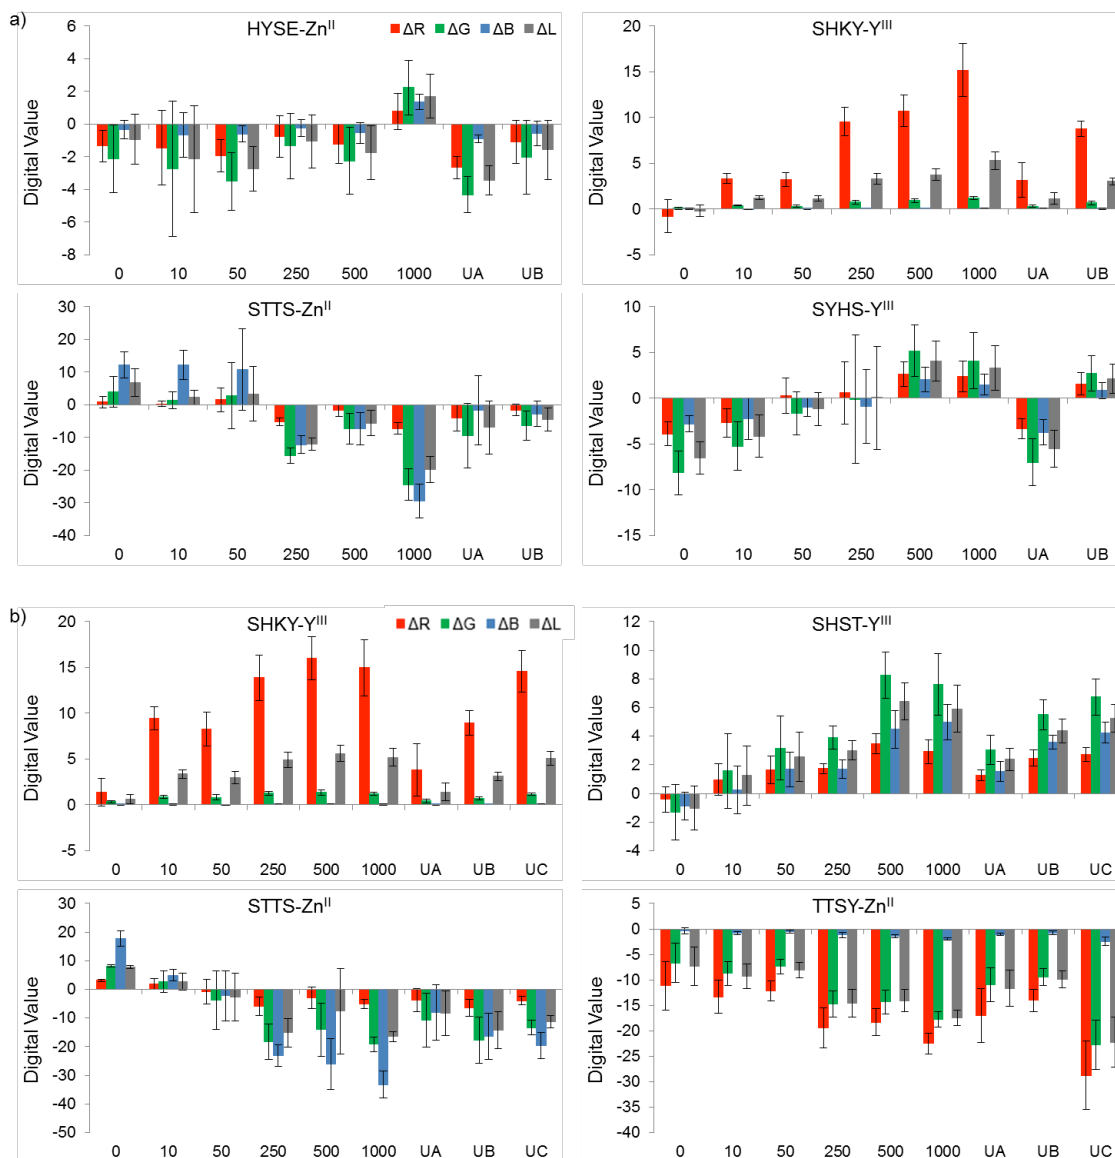 a)
HYSE-Zn^II
ΔR ΔG ΔB ΔL
Digital Value
6
4
2
0
-2
-4
-6
-8
0 10 50 250 500 1000 UA UB
SHKY-Y^III
Digital Value
20
15
10
5
0
-5
0 10 50 250 500 1000 UA UB
STTS-Zn^II
Digital Value
30
20
10
0
-10
-20
-30
-40
0 10 50 250 500 1000 UA UB
SYHS-Y^III
Digital Value
10
5
0
-5
-10
-15
0 10 50 250 500 1000 UA UB
b)
SHKY-Y^III
ΔR ΔG ΔB ΔL
Digital Value
20
15
10
5
0
-5
0 10 50 250 500 1000 UA UB UC
SHST-Y^III
Digital Value
12
10
8
6
4
2
0
-2
-4
0 10 50 250 500 1000 UA UB UC
STTS-Zn^II
Digital Value
30
20
10
0
-10
-20
-30
-40
-50
0 10 50 250 500 1000 UA UB UC
TTSY-Zn^II
Digital Value
5
0
-5
-10
-15
-20
-25
-30
-35
-40
0 10 50 250 500 1000 UA UB UC